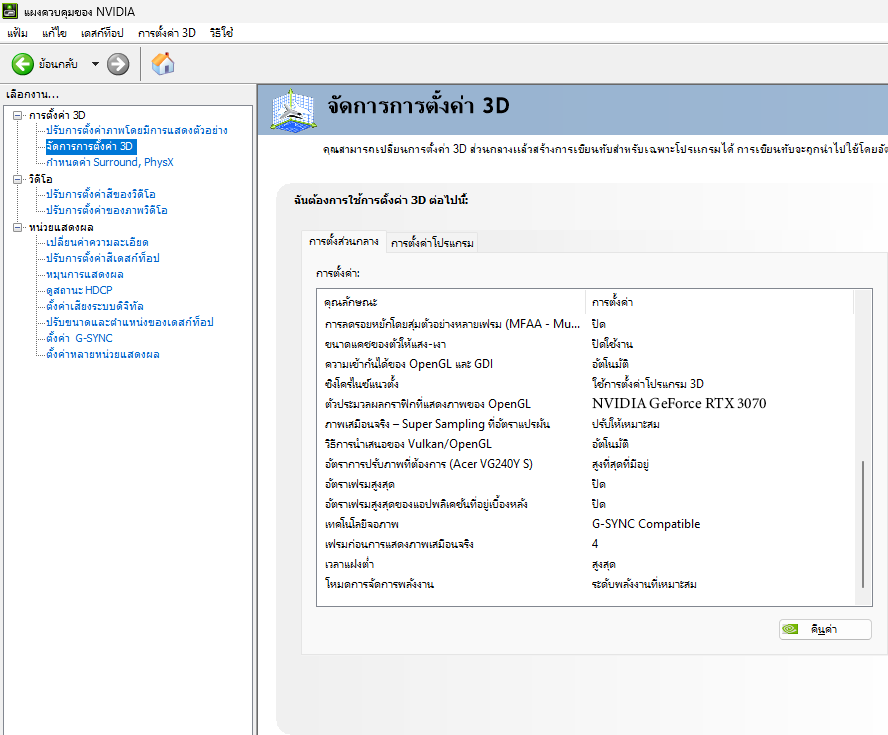 แผงควบคุมของ NVIDIA
แฟ้ม แก้ไข เดสก์ท็อป การตั้งค่า 3D วิธีใช้
ย้อนกลับ
เลือกงาน...
การตั้งค่า 3D
ปรับการตั้งค่าภาพโดยมีการแสดงตัวอย่าง
จัดการการตั้งค่า 3D
กำหนดค่า Surround, PhysX
วิดีโอ
ปรับการตั้งค่าสีของวิดีโอ
ปรับการตั้งค่าของภาพวิดีโอ
หน่วยแสดงผล
เปลี่ยนค่าความละเอียด
ปรับการตั้งค่าสีเดสก์ท็อป
หมุนการแสดงผล
ดูสถานะ HDCP
ตั้งค่าเสียงระบบดิจิทัล
ปรับขนาดและตำแหน่งของเดสก์ท็อป
ตั้งค่า G-SYNC
ตั้งค่าหลายหน่วยแสดงผล
จัดการการตั้งค่า 3D
คุณสามารถเปลี่ยนการตั้งค่า 3D ส่วนกลางแล้วสร้างการเขียนทับสำหรับเฉพาะโปรแกรมได้ การเขียนทับจะถูกนำไปใช้โดยอัต
ฉันต้องการใช้การตั้งค่า 3D ต่อไปนี้:
การตั้งส่วนกลาง การตั้งค่าโปรแกรม
การตั้งค่า:
คุณลักษณะ การตั้งค่า
การลดรอยหยักโดยสุ่มตัวอย่างหลายเฟรม (MFAA - Mu... ปิด
ขนาดแคชของตัวให้แสง-เงา ปิดใช้งาน
ความเข้ากันได้ของ OpenGL และ GDI อัตโนมัติ
ซิงโครไนซ์แนวตั้ง ใช้การตั้งค่าโปรแกรม 3D
ตัวประมวลผลกราฟิกที่แสดงภาพของ OpenGL NVIDIA GeForce RTX 3070
ภาพเสมือนจริง – Super Sampling ที่อัตราแปรผัน ปรับให้เหมาะสม
วิธีการนำเสนอของ Vulkan/OpenGL อัตโนมัติ
อัตราการปรับภาพที่ต้องการ (Acer VG240Y S) สูงที่สุดที่มีอยู่
อัตราเฟรมสูงสุด ปิด
อัตราเฟรมสูงสุดของแอปพลิเคชั่นที่อยู่เบื้องหลัง ปิด
เทคโนโลยีจอภาพ G-SYNC Compatible
เฟรมก่อนการแสดงภาพเสมือนจริง 4
เวลาแฝงต่ำ สูงสุด
โหมดการจัดการพลังงาน ระดับพลังงานที่เหมาะสม
คืนค่า